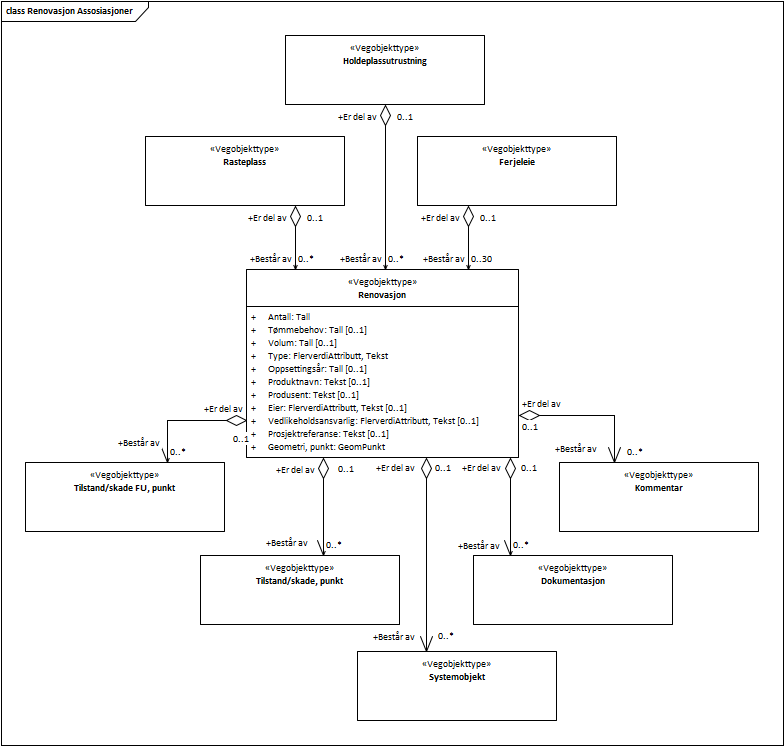 class Renovasjon Assosiasjoner
«Vegobjekttype»
Holdeplassutrustning
+Er del av 0..1
«Vegobjekttype»
Rasteplass
«Vegobjekttype»
Ferjeleie
+Er del av 0..1
+Er del av 0..1
+Består av 0..*
+Består av 0..*
+Består av 0..30
«Vegobjekttype»
Renovasjon
+ Antall: Tall
+ Tømmebehov: Tall [0..1]
+ Volum: Tall [0..1]
+ Type: FlerverdiAttributt, Tekst
+ Oppsettingsår: Tall [0..1]
+ Produktnavn: Tekst [0..1]
+ Produsent: Tekst [0..1]
+ Eier: FlerverdiAttributt, Tekst [0..1]
+ Vedlikeholdsansvarlig: FlerverdiAttributt, Tekst [0..1]
+ Prosjektreferanse: Tekst [0..1]
+ Geometri, punkt: GeomPunkt
+Er del av
0..1
+Består av
0..*
+Er del av
0..1
+Består av
0..*
«Vegobjekttype»
Tilstand/skade FU, punkt
«Vegobjekttype»
Kommentar
+Er del av 0..1
+Er del av 0..1
+Er del av 0..1
+Består av 0..*
+Består av 0..*
«Vegobjekttype»
Tilstand/skade, punkt
«Vegobjekttype»
Dokumentasjon
+Består av 0..*
«Vegobjekttype»
Systemobjekt